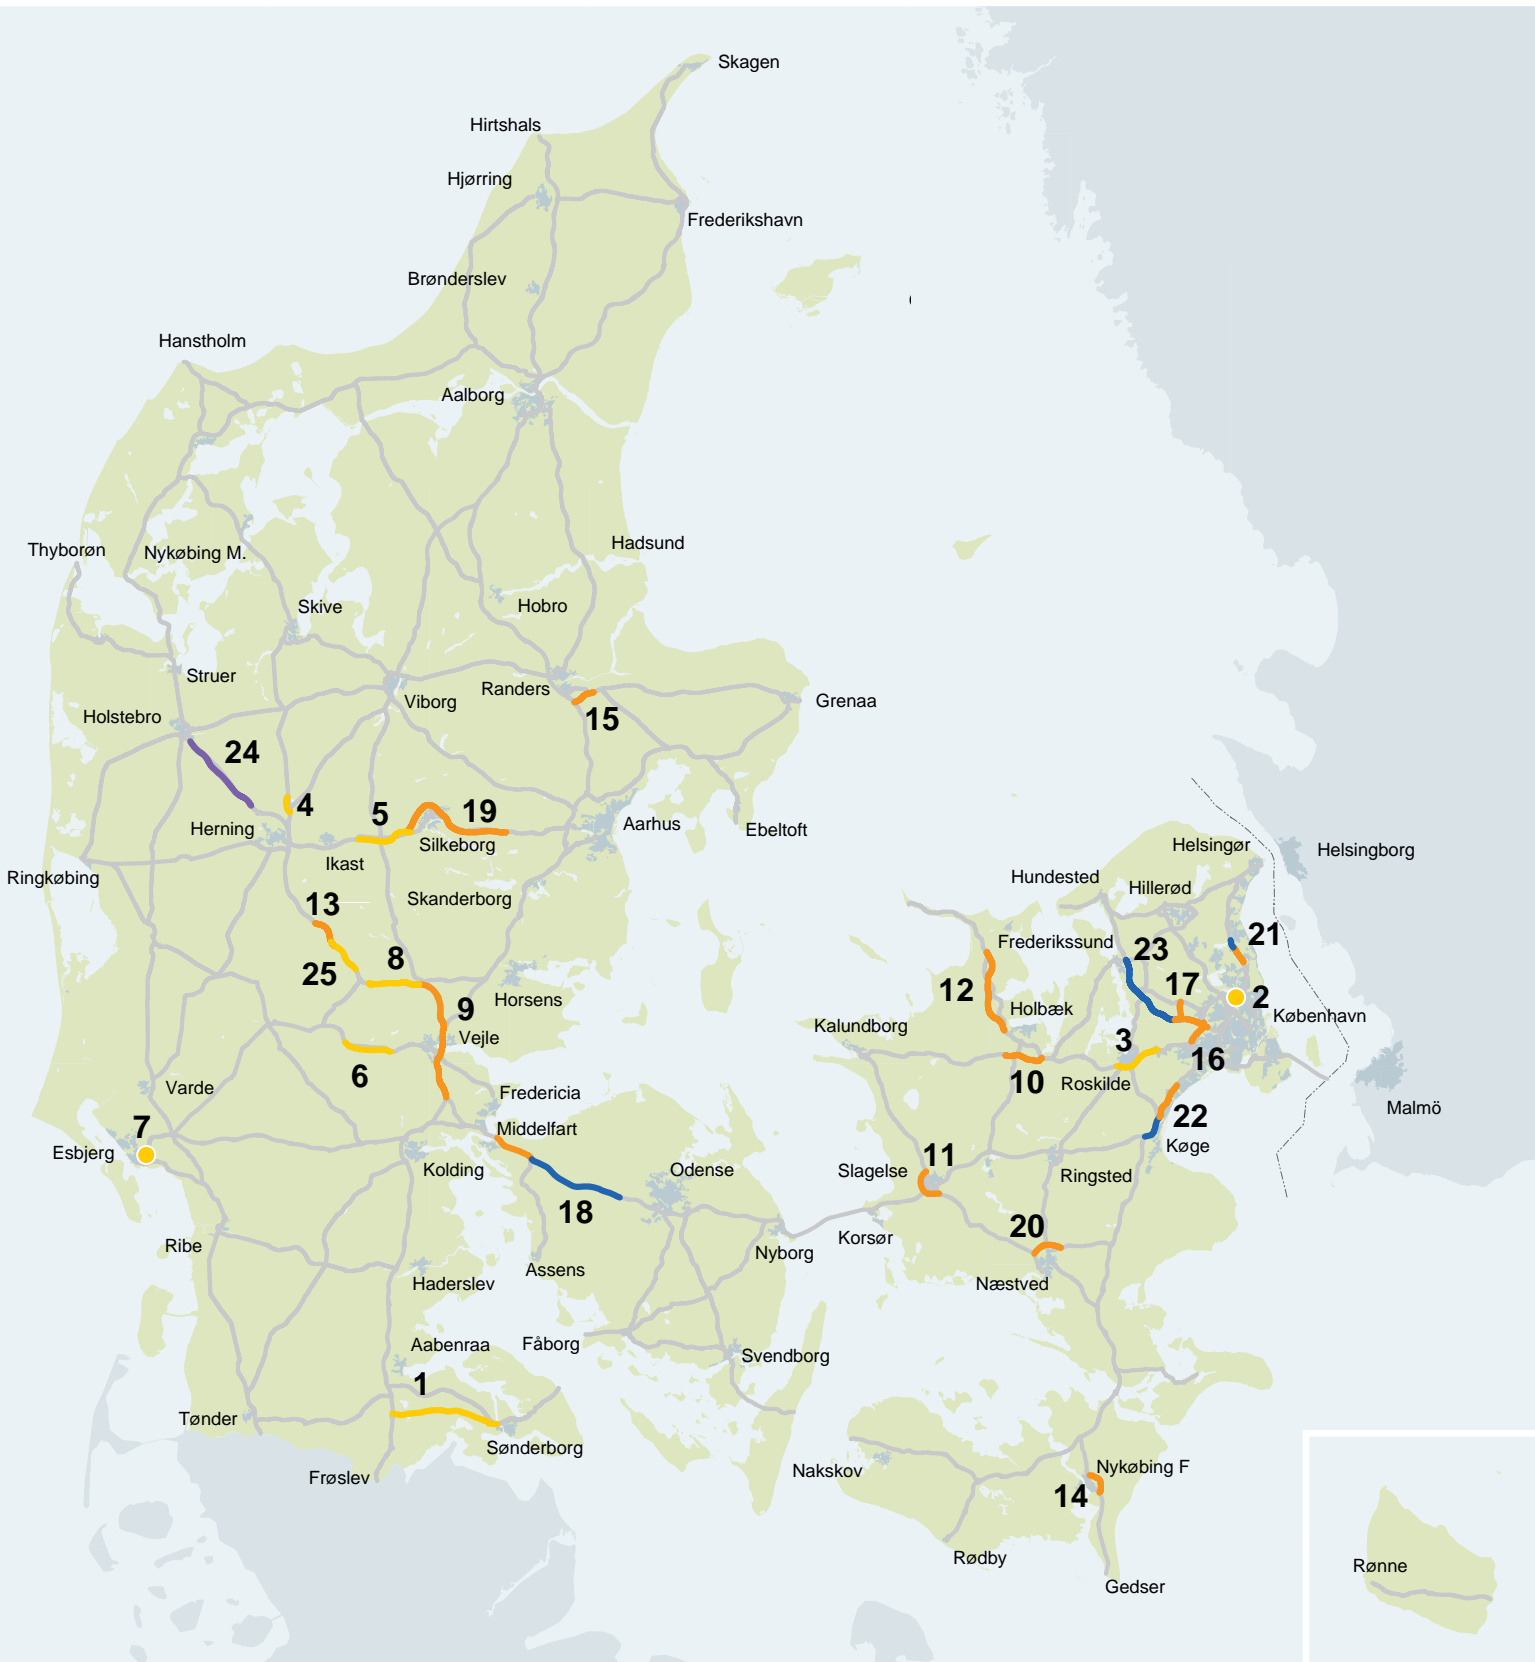 Skagen
Hirtshals
Hjørring
Frederikshavn
Brønderslev
Hanstholm
Aalborg
Hadsund
Thyborøn
Nykøbing M.
Hobro
Skive
Struer
Viborg
Randers
Grenaa
15
Holstebro
24
4
5
19
Herning
Silkeborg
Aarhus
Ebeltoft
Ikast
Ringkøbing
Skanderborg
13
8
25
Horsens
9
Vejle
6
Varde
Fredericia
7
Middelfart
Esbjerg
Kolding
Odense
18
Ribe
Nyborg
Assens
Haderslev
Aabenraa
Fåborg
Svendborg
1
Tønder
Sønderborg
Frøslev
Helsingør
Helsingborg
Hundested
Hillerød
Frederikssund
23
21
12
17
2
Holbæk
København
Kalundborg
3
16
10
Roskilde
Malmö
22
Køge
11
Slagelse
Ringsted
Korsør
20
Næstved
Nakskov
Nykøbing F
14
Rødby
Gedser
Rønne